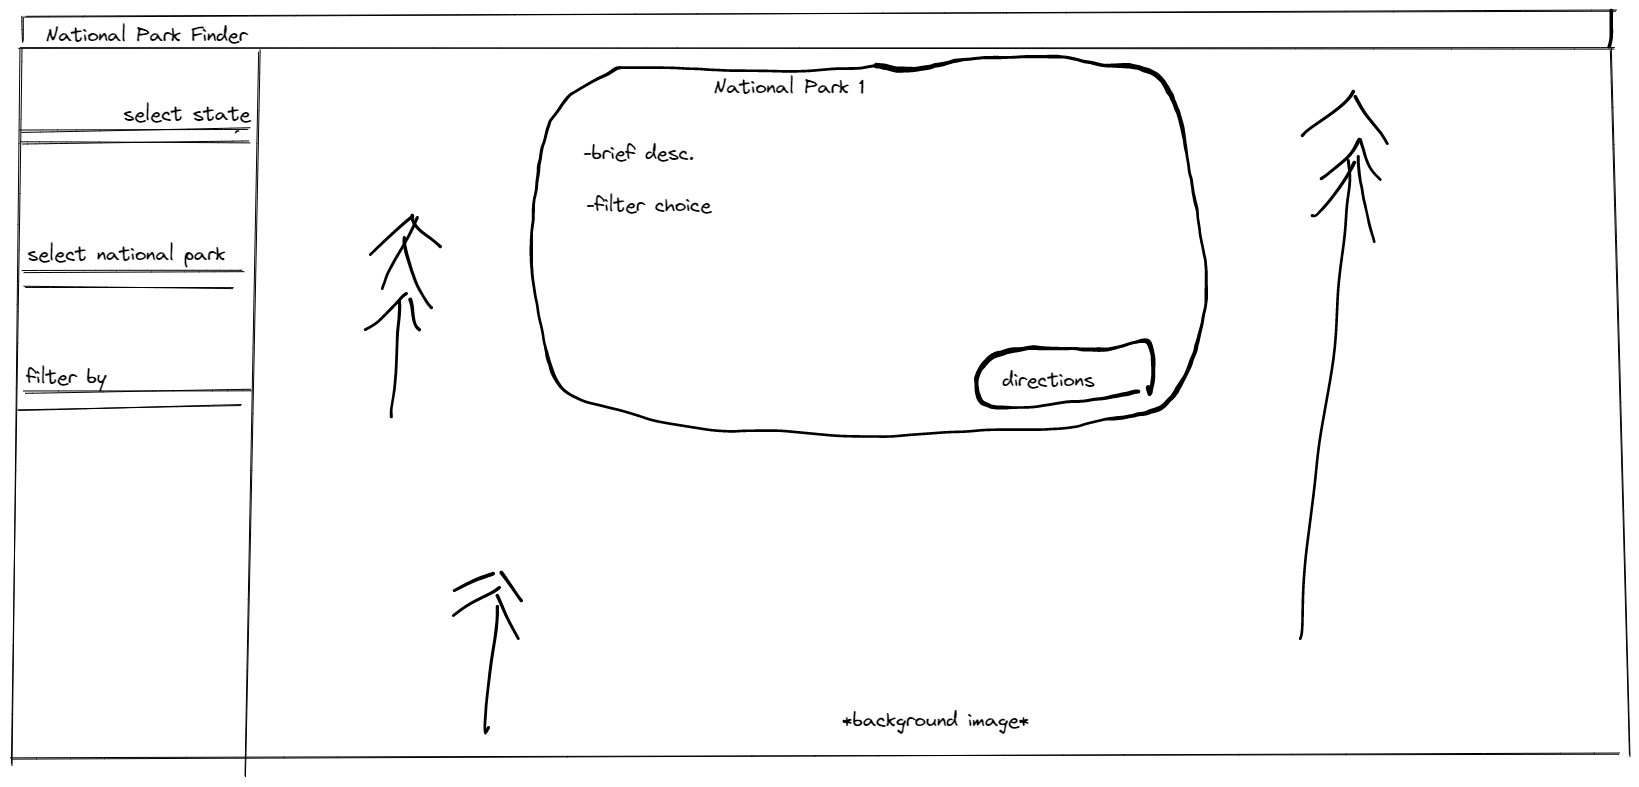 National Park Finder
select state
select national park
filter by
National Park 1
-brief desc.
-filter choice
directions
*background image*